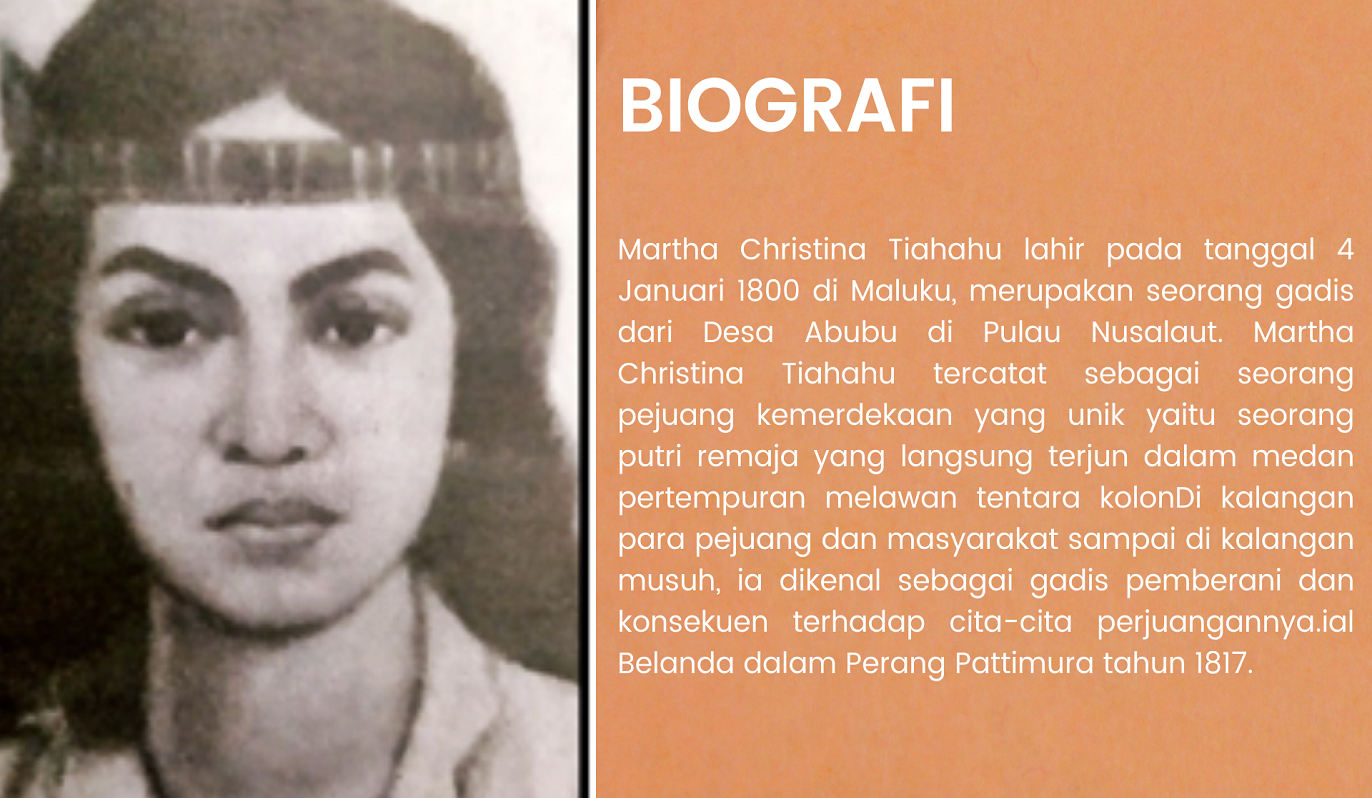 BIOGRAFI
Martha Christina Tiahahu lahir pada tanggal 4
Januari 1800 di Maluku, merupakan seorang gadis
dari Desa Abubu di Pulau Nusalaut. Martha
Christina Tiahahu tercatat sebagai seorang
pejuang kemerdekaan yang unik yaitu seorang
putri remaja yang langsung terjun dalam medan
pertempuran melawan tentara kolonDi kalangan
para pejuang dan masyarakat sampai di kalangan
musuh, ia dikenal sebagai gadis pemberani dan
konsekuen terhadap cita-cita perjuangannya.ial
Belanda dalam Perang Pattimura tahun 1817.